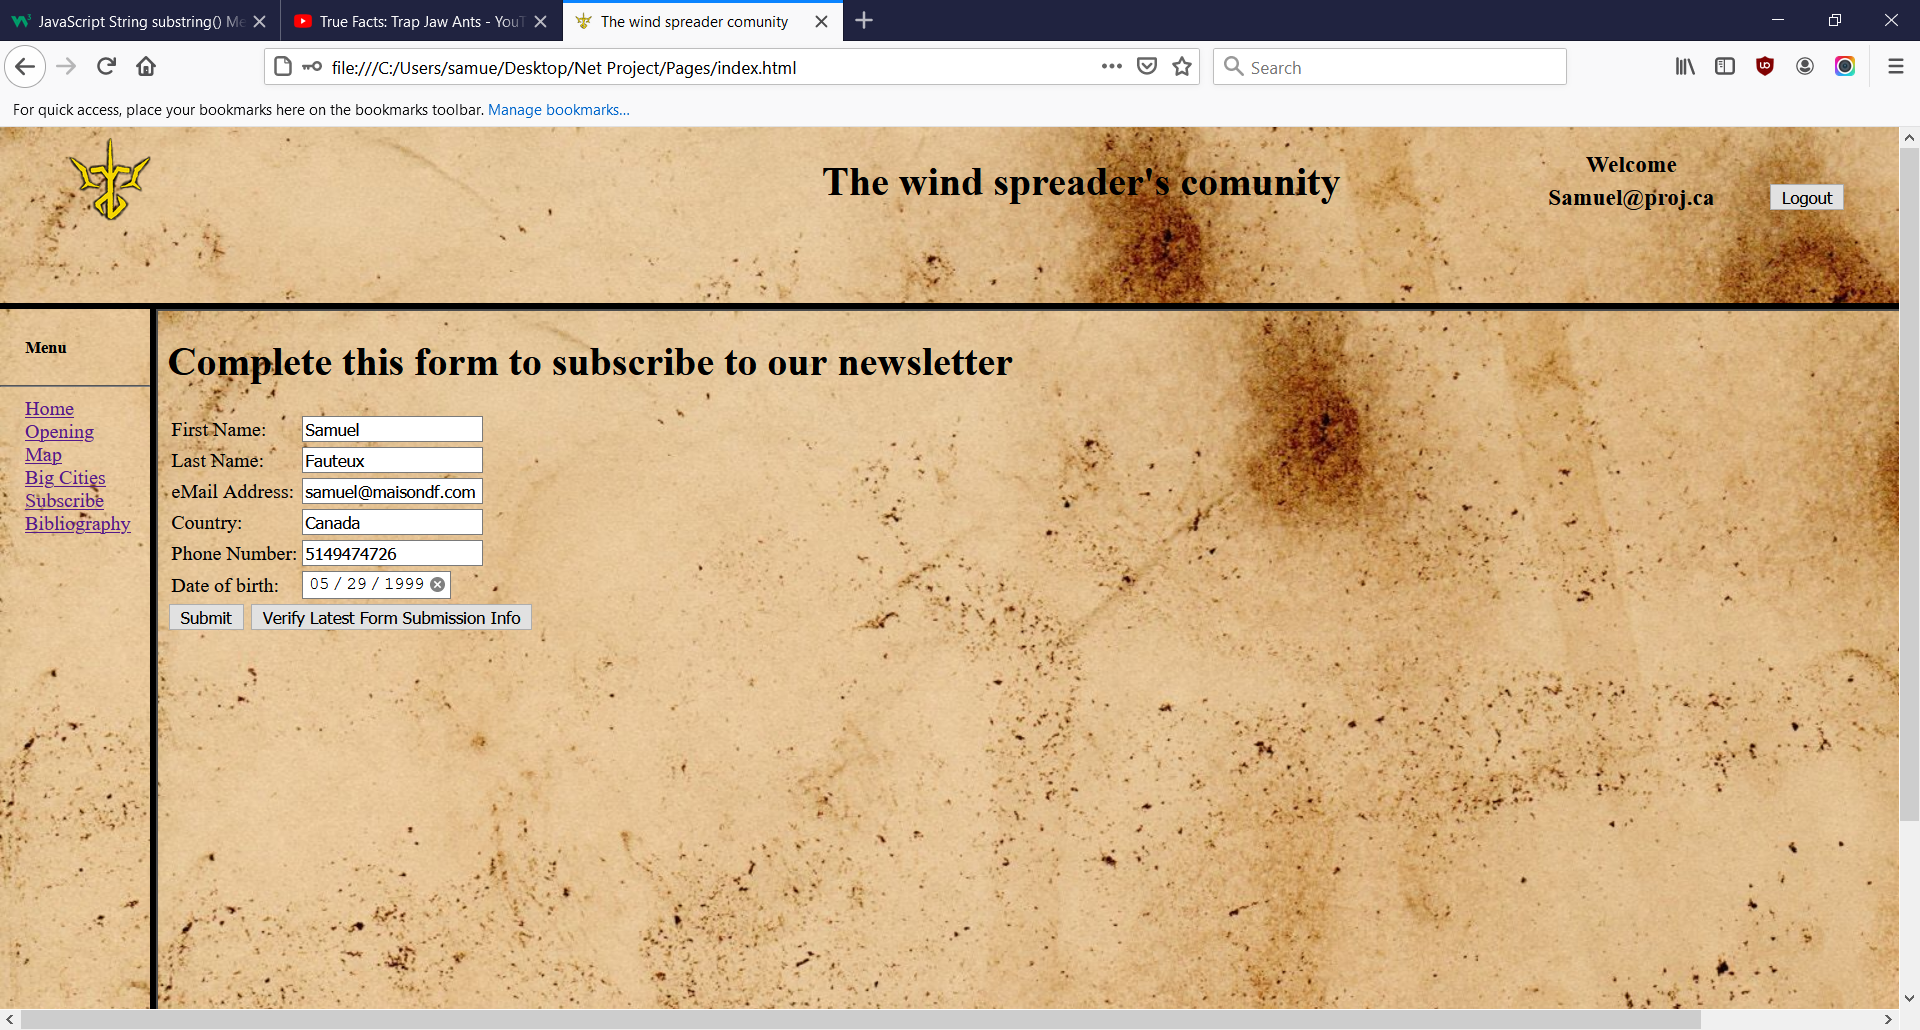 JavaScript String substring() Me
True Facts: Trap Jaw Ants - YouT
The wind spreader comunity
file:///C:/Users/samue/Desktop/Net Project/Pages/index.html
Search
For quick access, place your bookmarks here on the bookmarks toolbar. Manage bookmarks...
The wind spreader's comunity
Welcome
Samuel@proj.ca
Logout
Menu
Home
Opening
Map
Big Cities
Subscribe
Bibliography
Complete this form to subscribe to our newsletter
First Name: Samuel
Last Name: Fauteux
eMail Address: samuel@maisondf.com
Country: Canada
Phone Number: 5149474726
Date of birth: 05 / 29 / 1999
Submit Verify Latest Form Submission Info